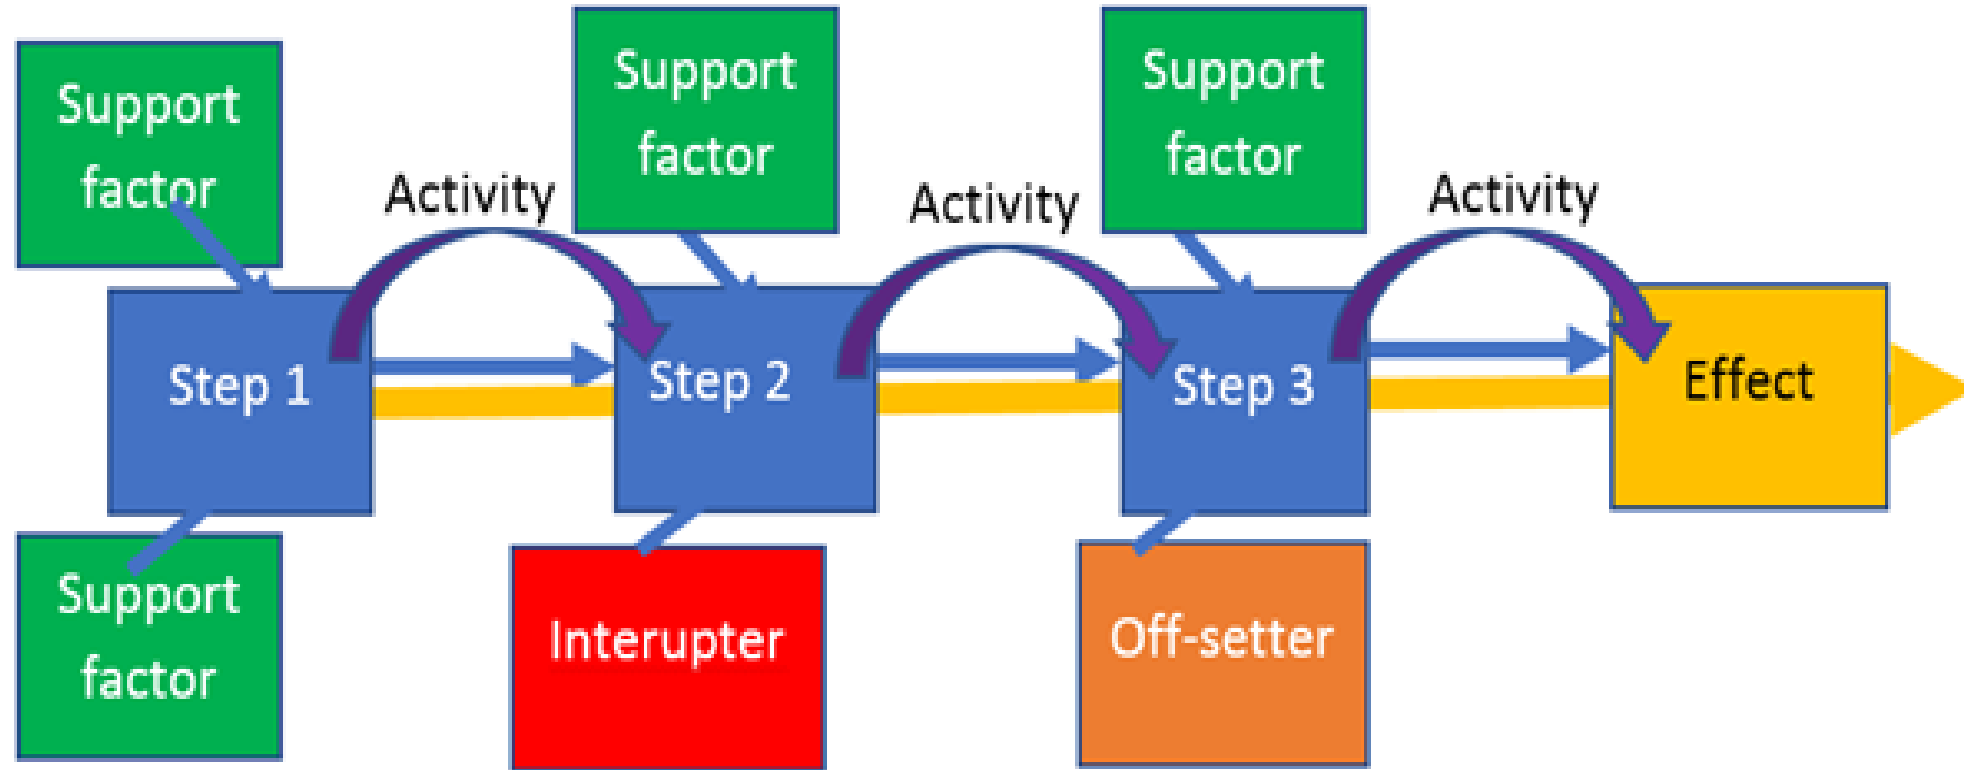 Support
factor
Support
factor
Support
factor
Activity
Activity
Activity
Step 1
Step 2
Step 3
Effect
Support
factor
Interupter
Off-setter